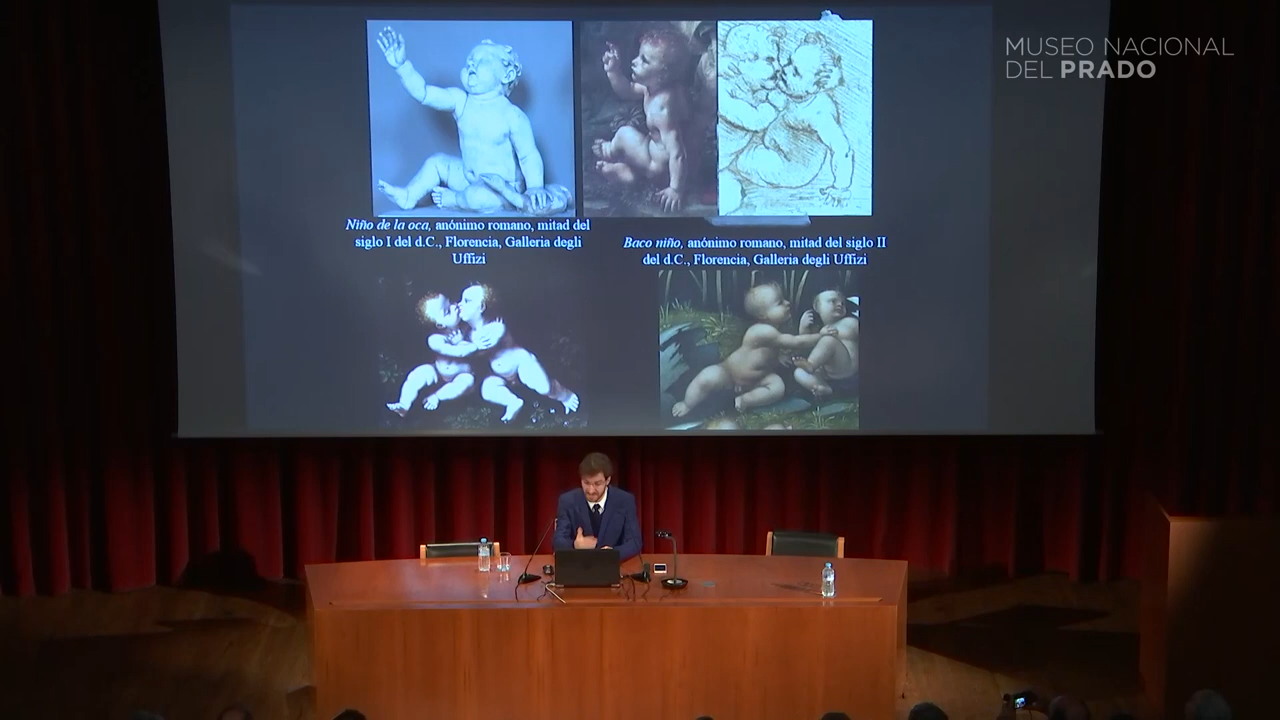 MUSEO NACIONAL
DEL PRADO
Niño de la oca, anónimo romano, mitad del
siglo I del d.C., Florencia, Galleria degli
Uffizi
Baco niño, anónimo romano, mitad del siglo II
del d.C., Florencia, Galleria degli Uffizi